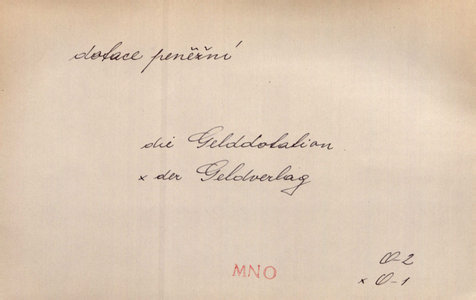 dotace peněžní
die Gelddotation
x der Geldverlag
O-2
MNO
x O-1